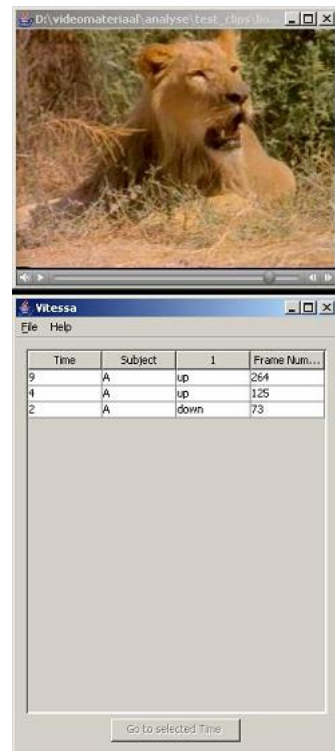 D:\videomateriaal\analyse\test_clips\lio...
Vitessa
File Help
Time Subject 1 Frame Num...
9 A up 264
4 A up 125
2 A down 73
Go to selected Time